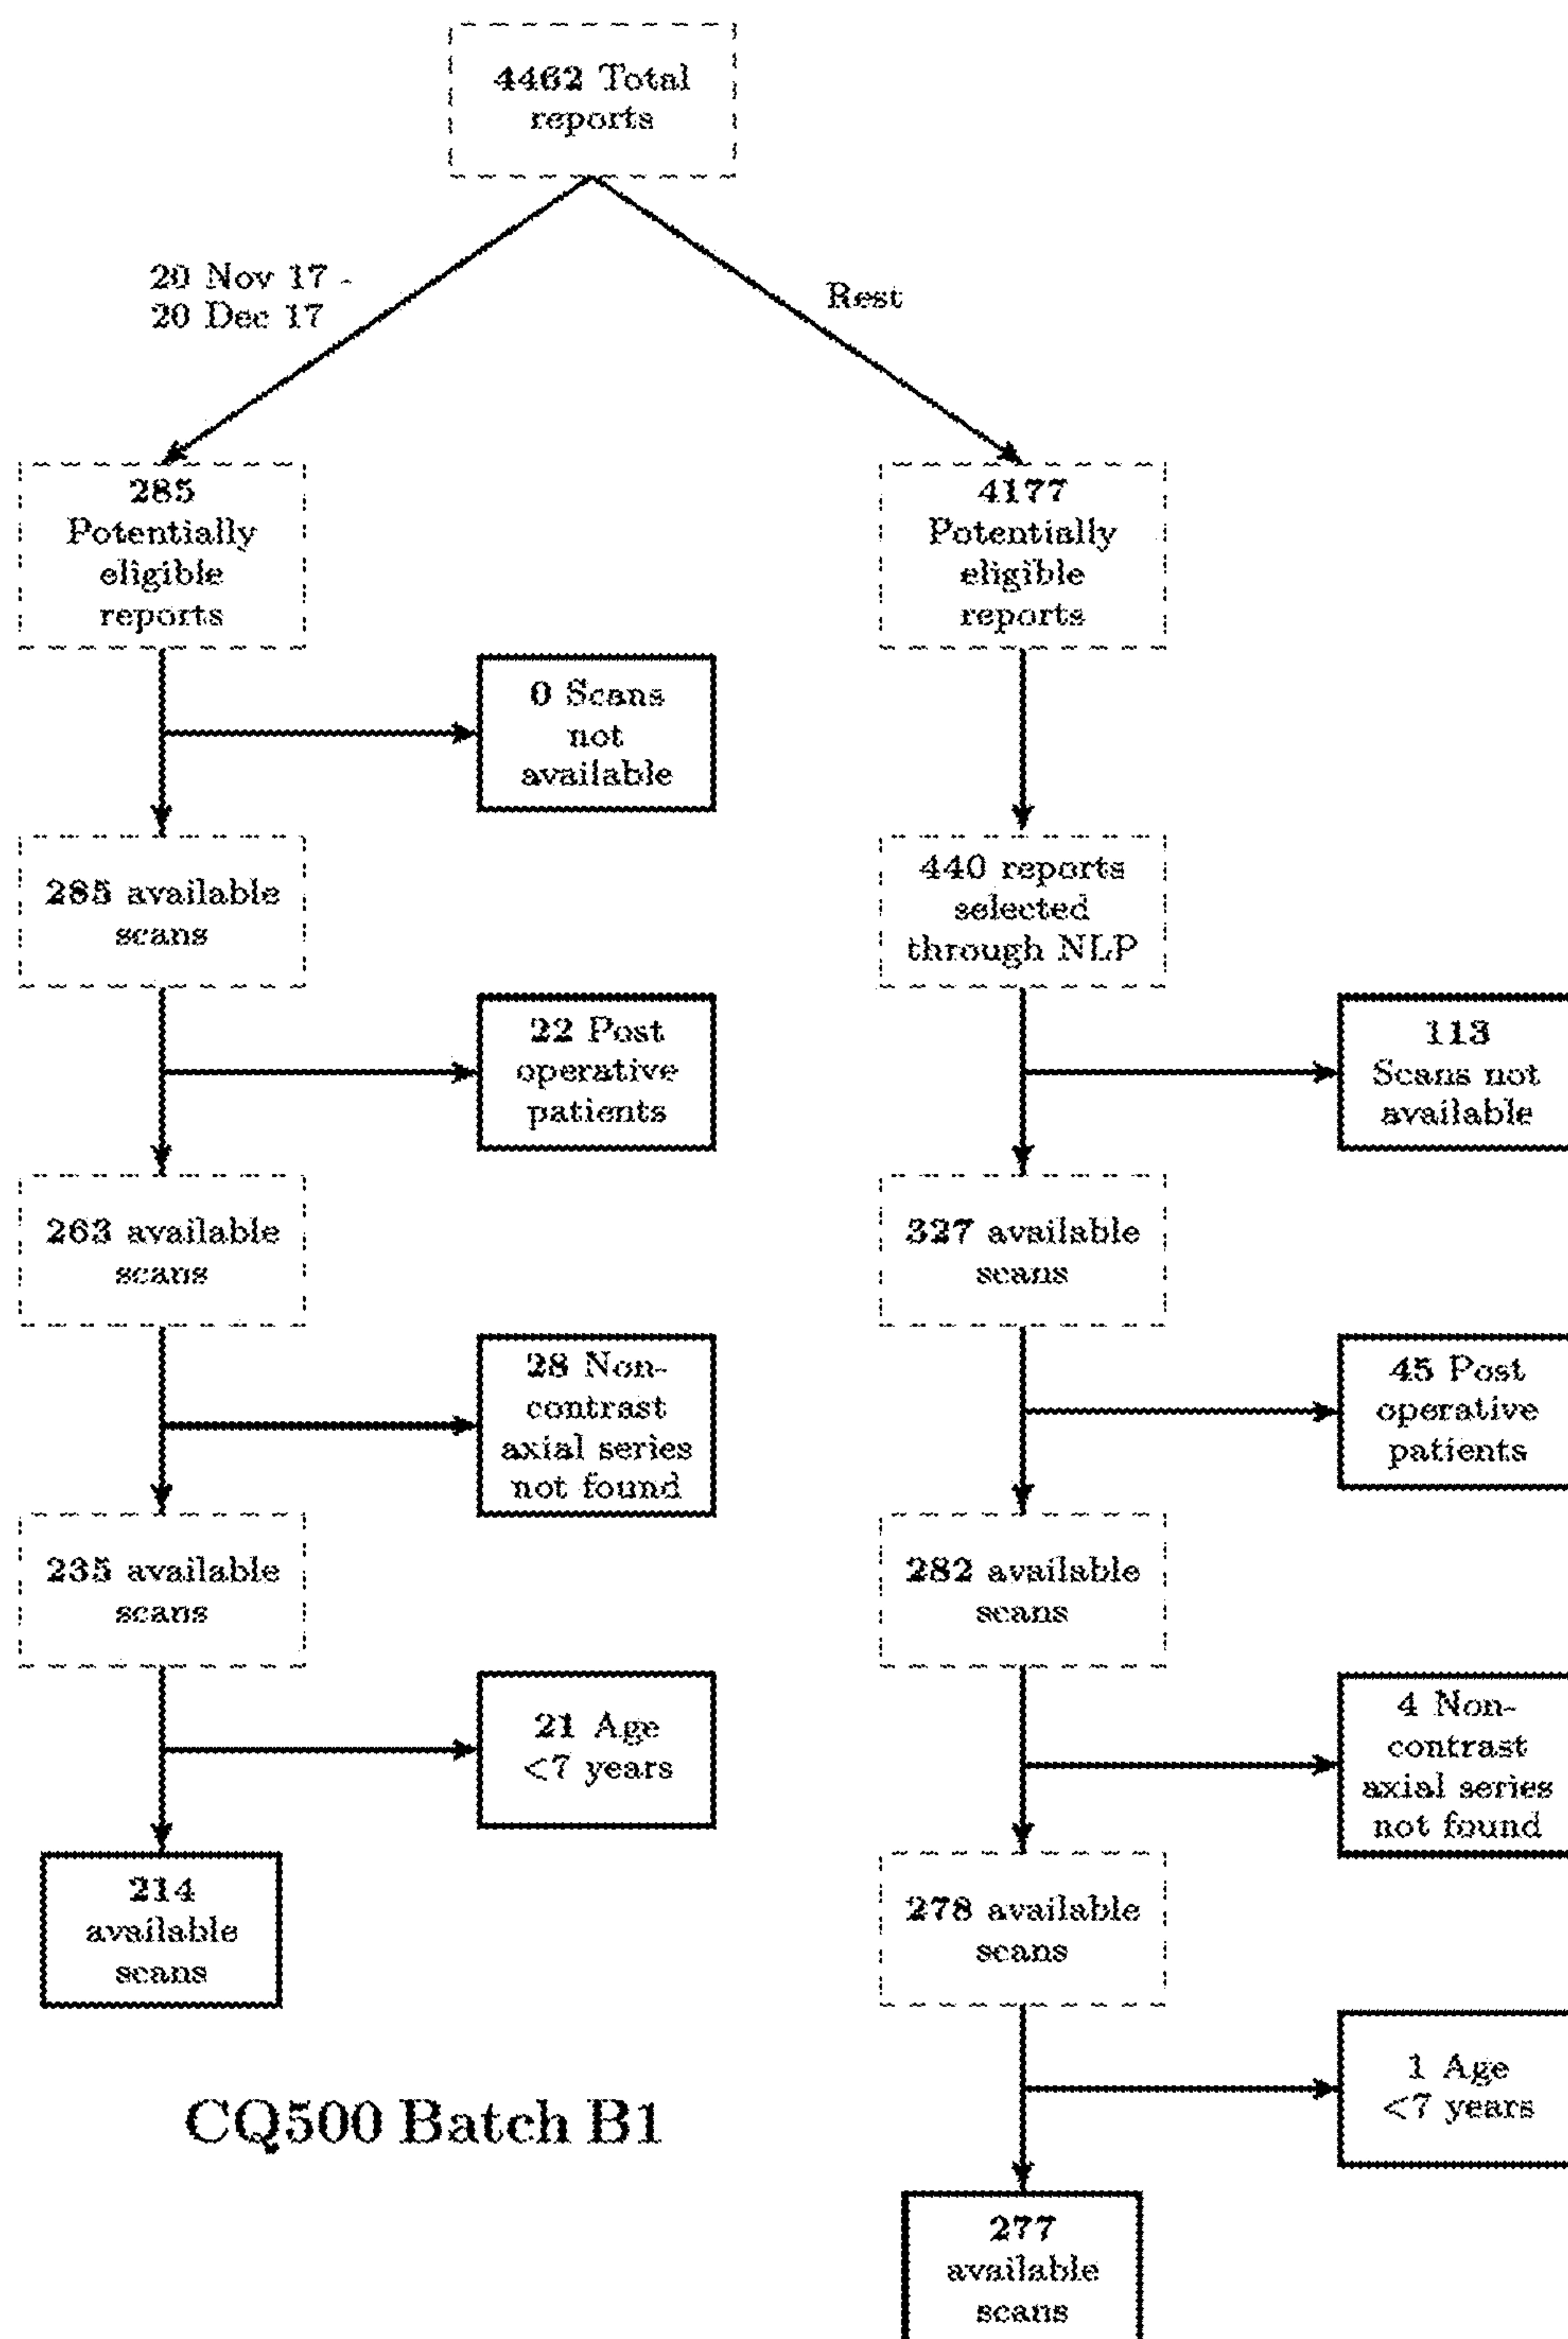 4462 Total
reports
20 Nov 17 -
20 Dec 17
Rest
285
Potentially
eligible
reports
4177
Potentially
eligible
reports
0 Scans
not
available
285 available
scans
440 reports
selected
through NLP
22 Post
operative
patients
113
Scans not
available
263 available
scans
327 available
scans
28 Non-
contrast
axial series
not found
45 Post
operative
patients
235 available
scans
282 available
scans
21 Age
<7 years
4 Non-
contrast
axial series
not found
214
available
scans
278 available
scans
1 Age
<7 years
CQ500 Batch B1
277
available
scans